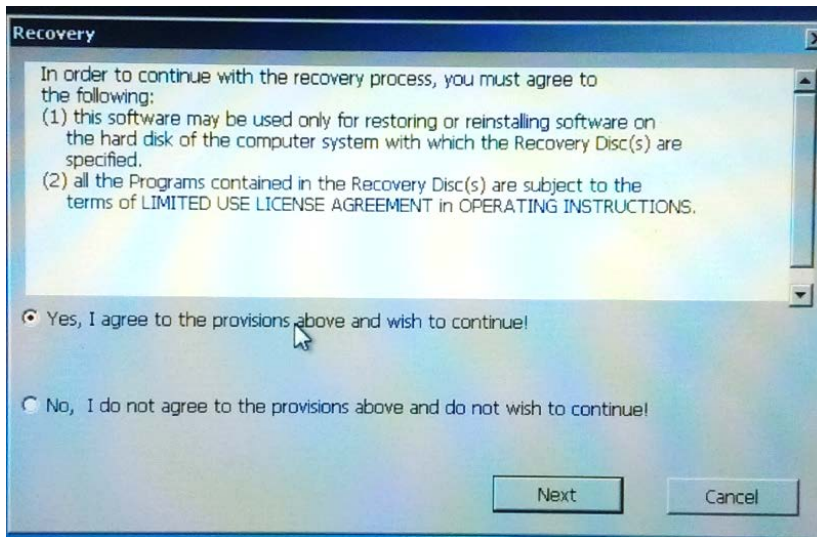 Recovery
In order to continue with the recovery process, you must agree to
the following:
(1) this software may be used only for restoring or reinstalling software on
the hard disk of the computer system with which the Recovery Disc(s) are
specified.
(2) all the Programs contained in the Recovery Disc(s) are subject to the
terms of LIMITED USE LICENSE AGREEMENT in OPERATING INSTRUCTIONS.
Yes, I agree to the provisions above and wish to continue!
No, I do not agree to the provisions above and do not wish to continue!
Next Cancel